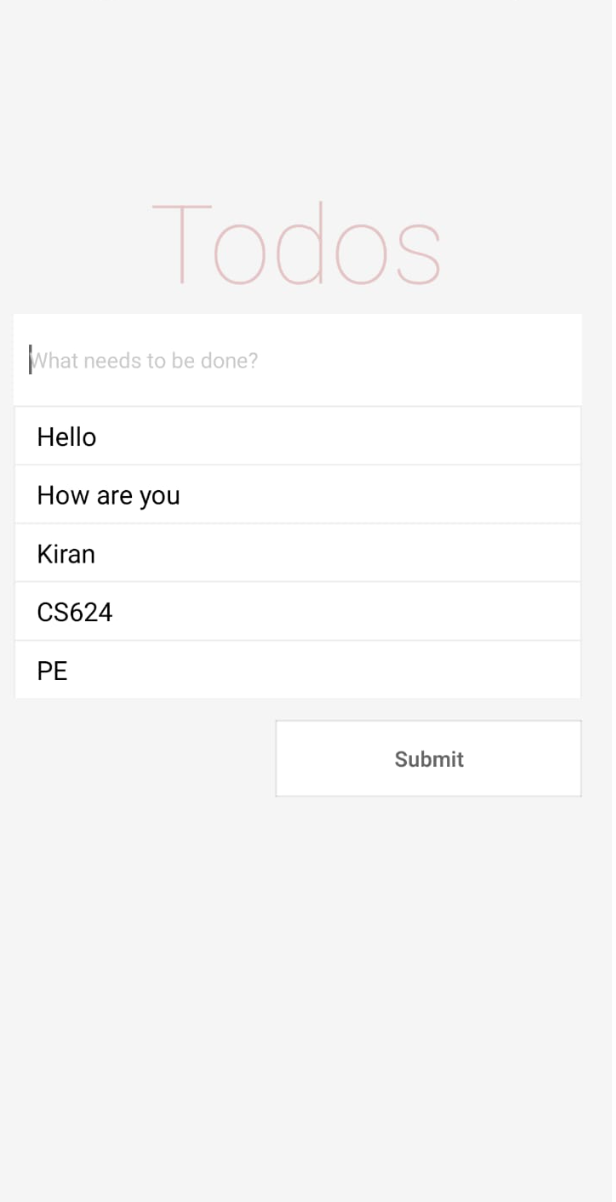 Todos
What needs to be done?
Hello
How are you
Kiran
CS624
PE
Submit